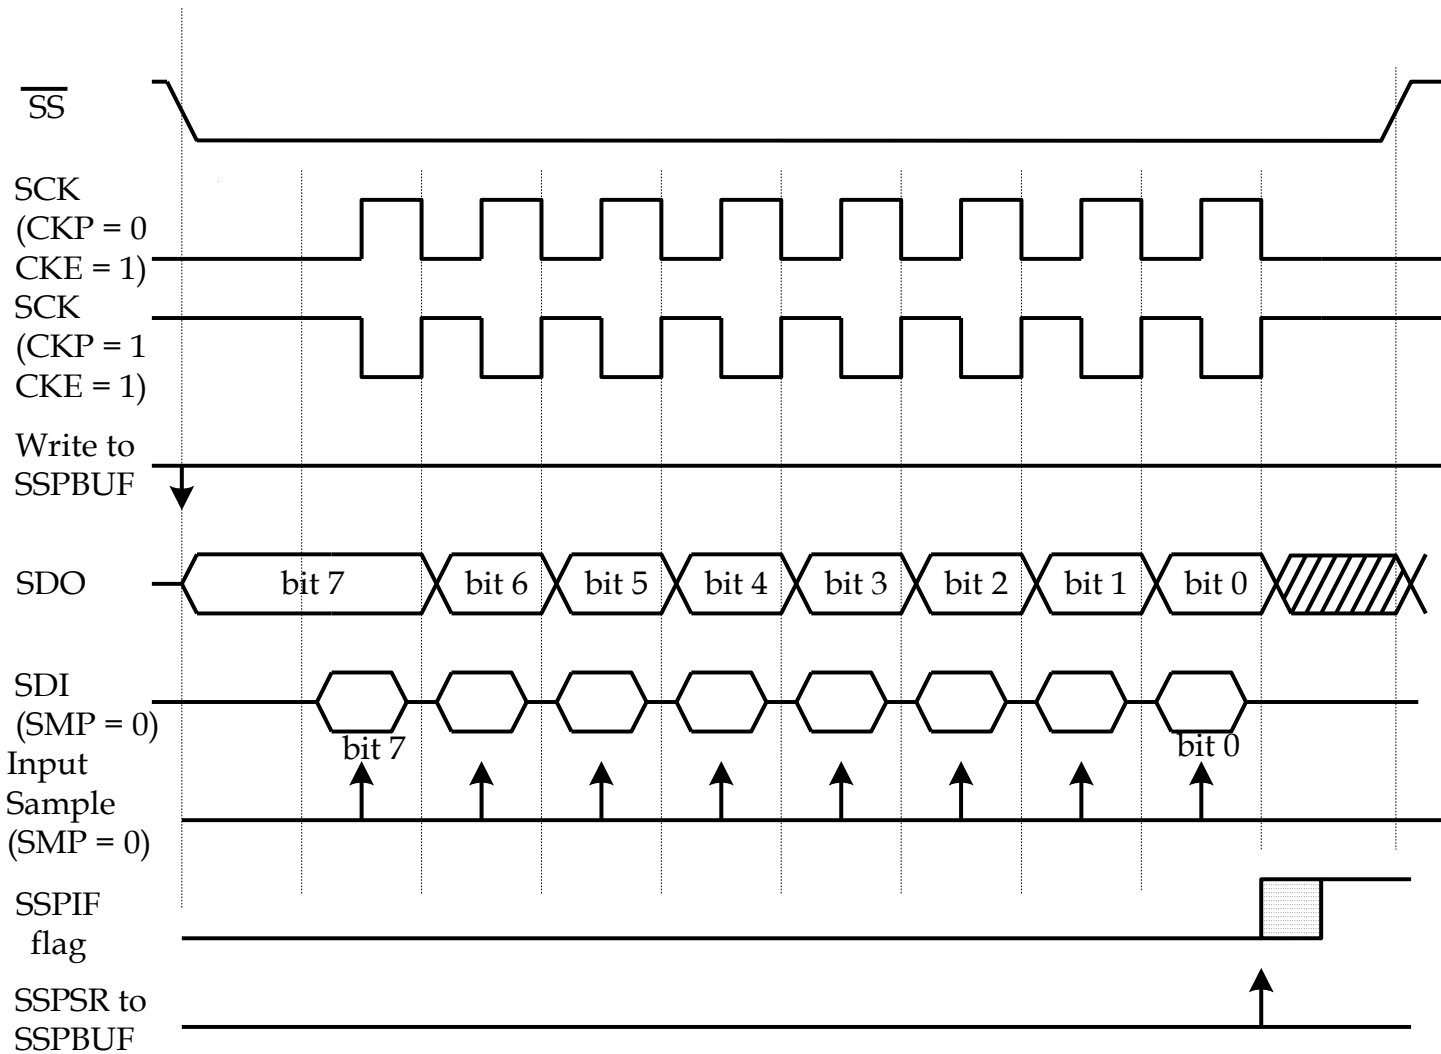 SS
SCK
(CKP = 0
CKE = 1)
SCK
(CKP = 1
CKE = 1)
Write to
SSPBUF
SDO
bit 7 bit 6 bit 5 bit 4 bit 3 bit 2 bit 1 bit 0
SDI
(SMP = 0)
bit 7 bit 0
Input
Sample
(SMP = 0)
SSPIF
flag
SSPSR to
SSPBUF